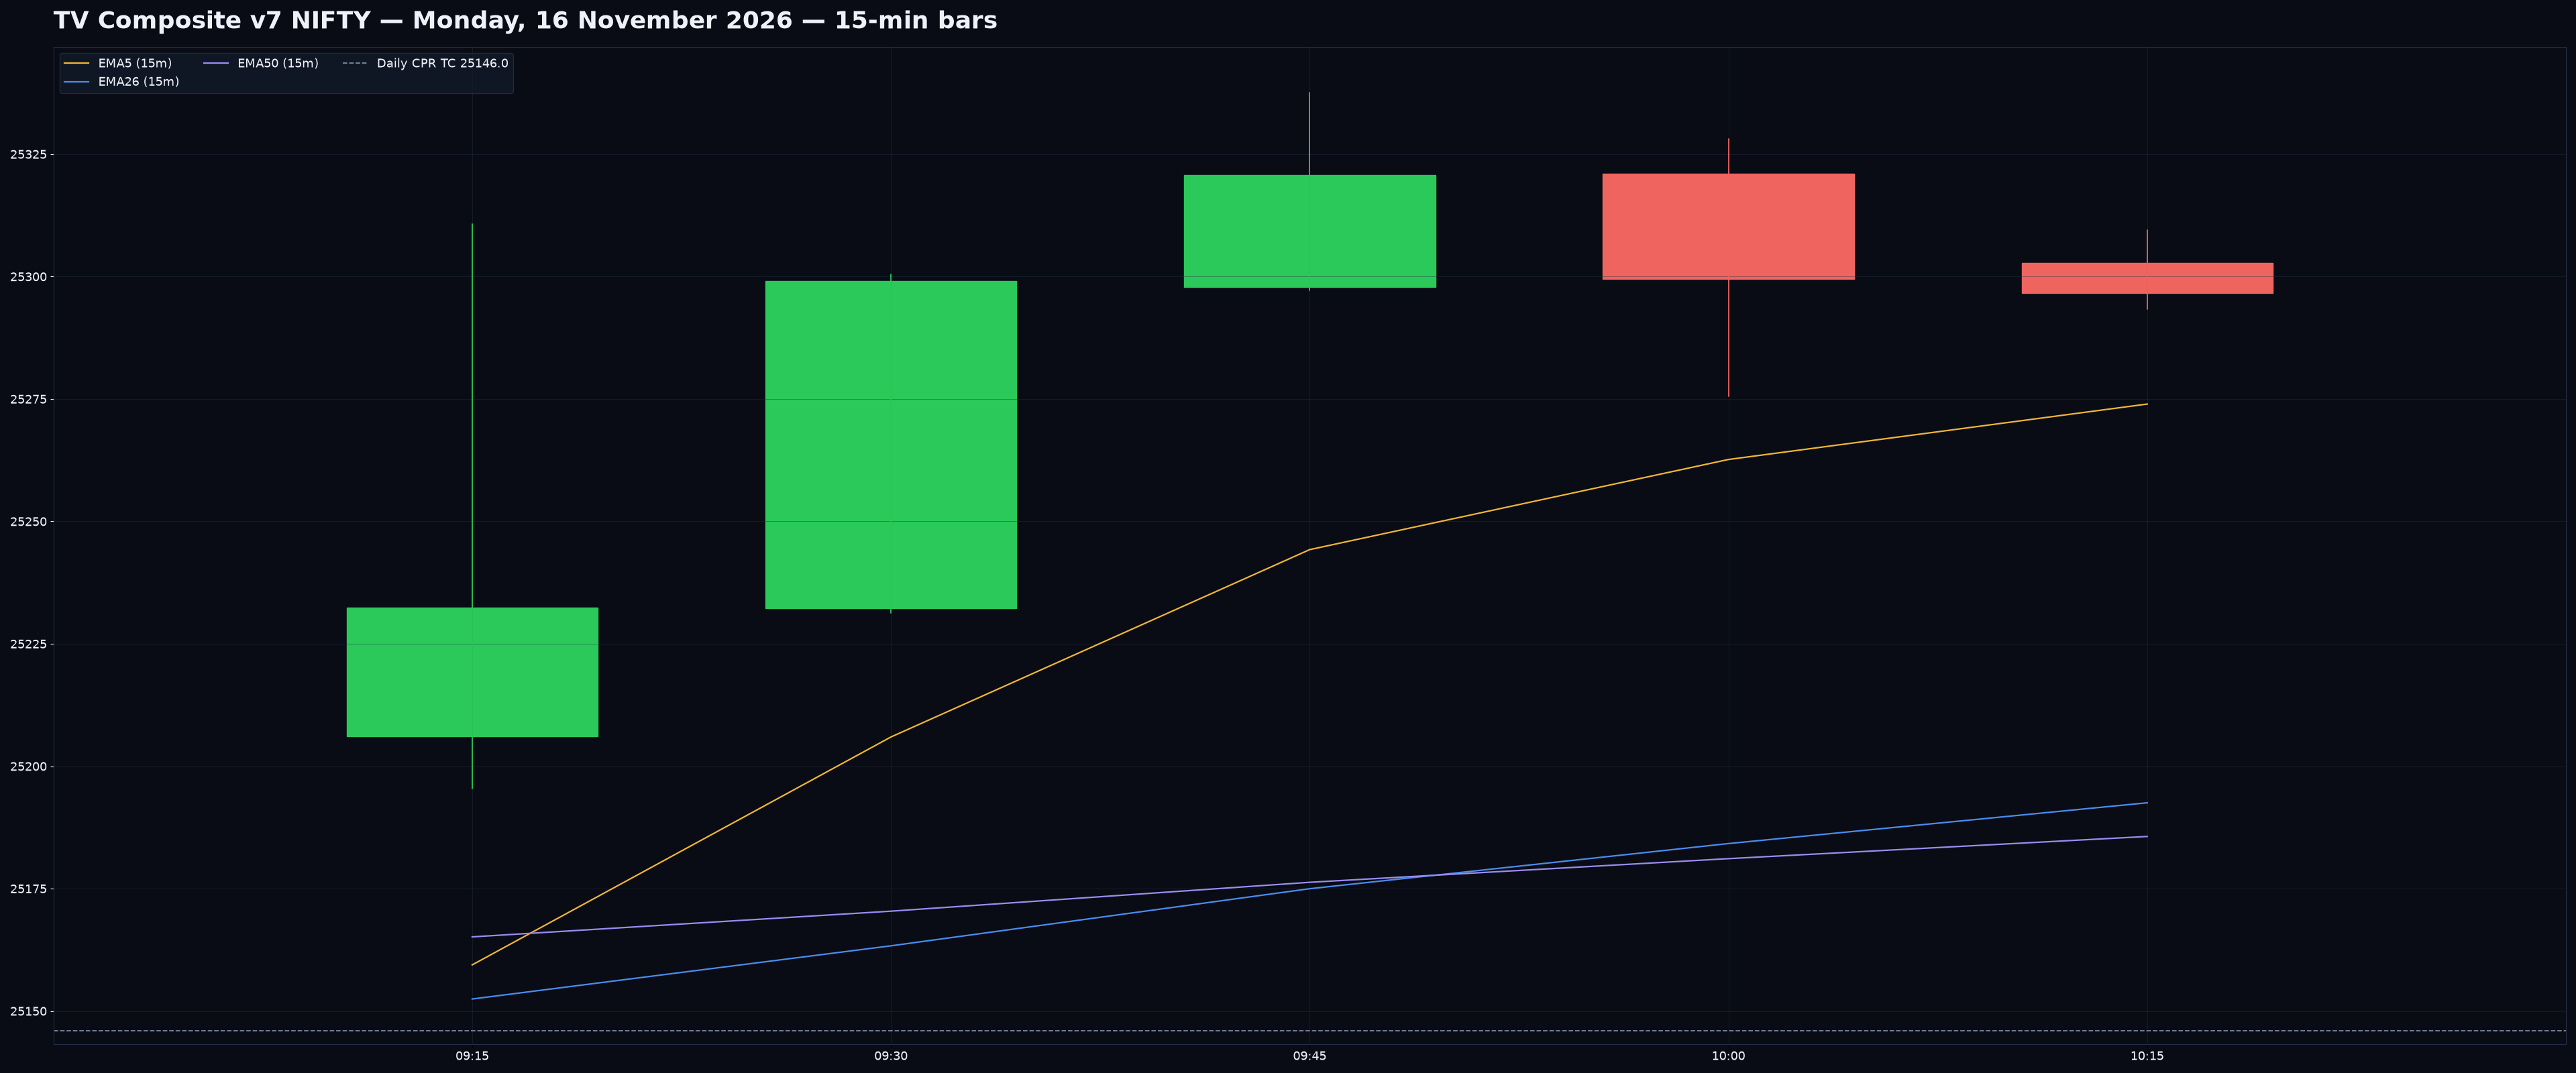 TV Composite v7 NIFTY — Monday, 16 November 2026 — 15-min bars
EMA5 (15m) EMA50 (15m) Daily CPR TC 25146.0
EMA26 (15m)
25325
25300
25275
25250
25225
25200
25175
25150
09:15 09:30 09:45 10:00 10:15